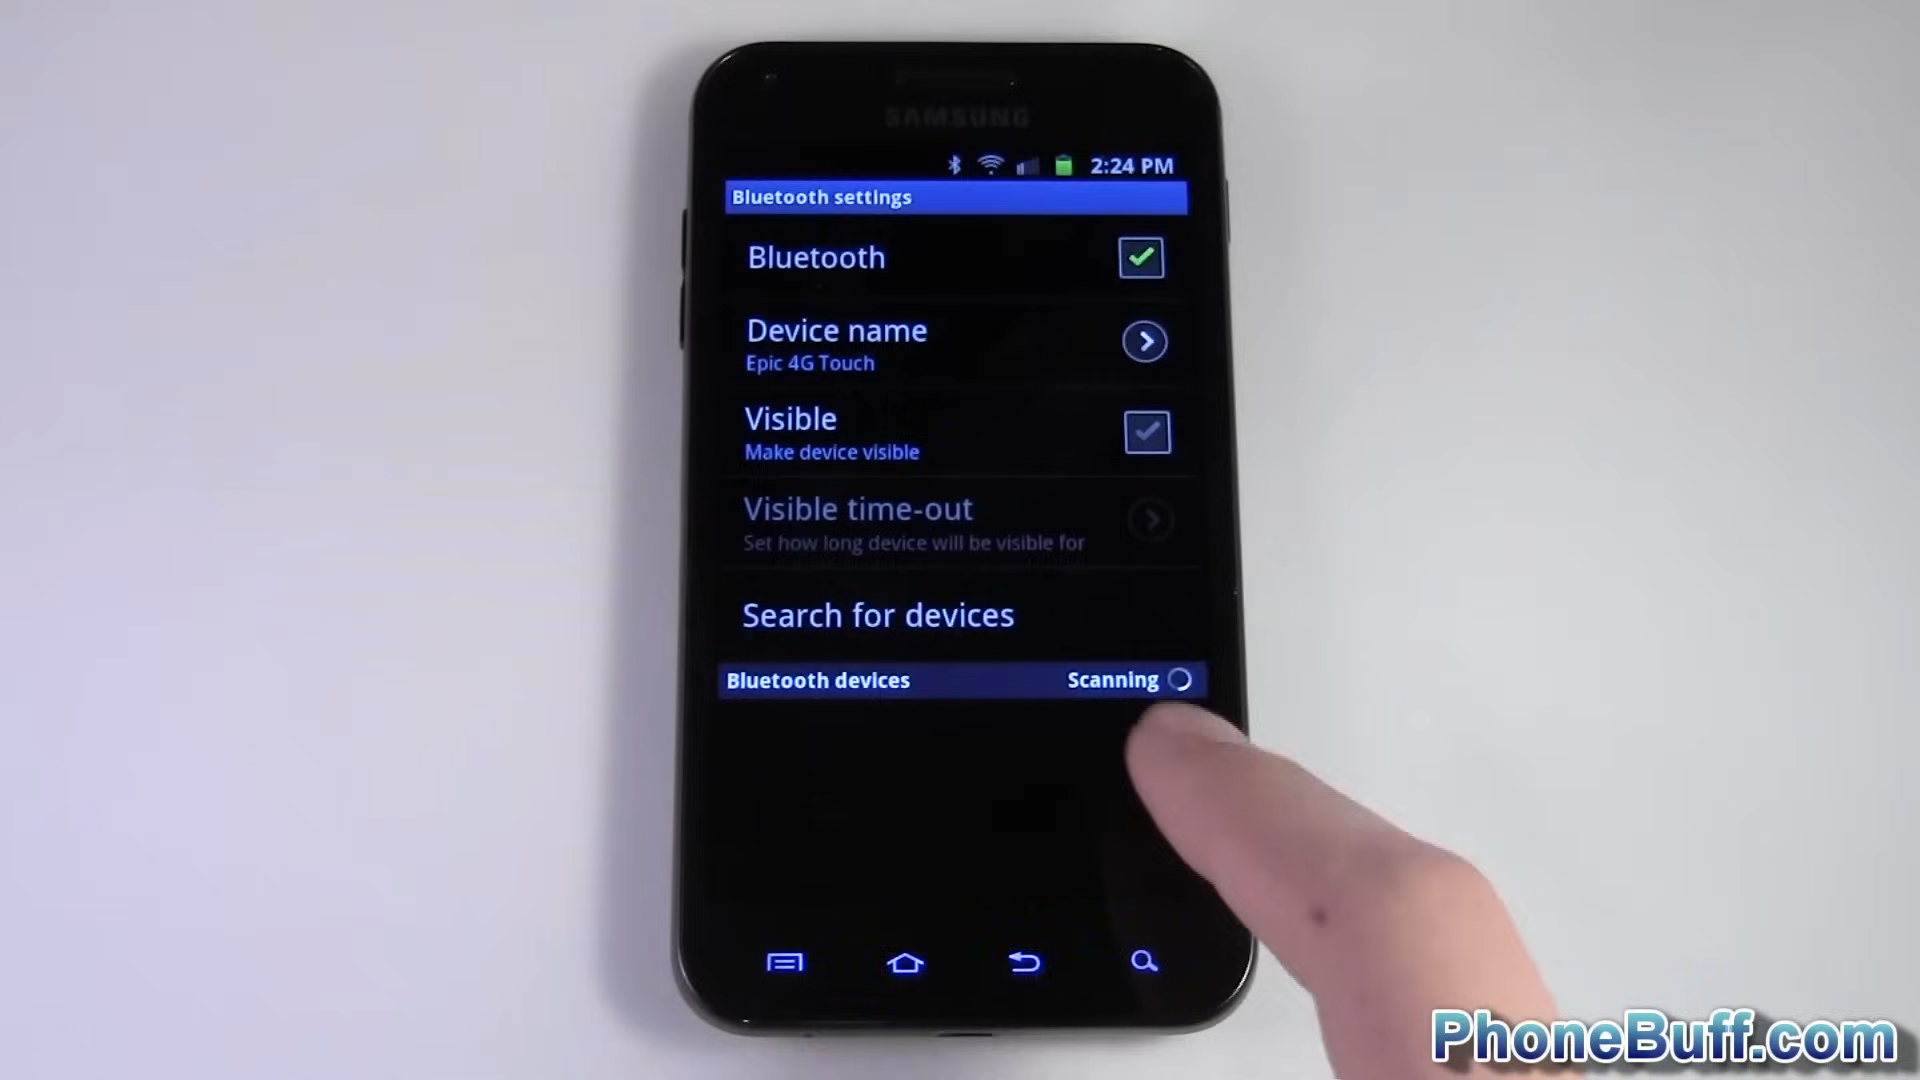 SAMSUNG
2:24 PM
Bluetooth settings
Bluetooth
Device name
Epic 4G Touch
Visible
Make device visible
Visible time-out
Set how long device will be visible for
Search for devices
Bluetooth devices Scanning
PhoneBuff.com